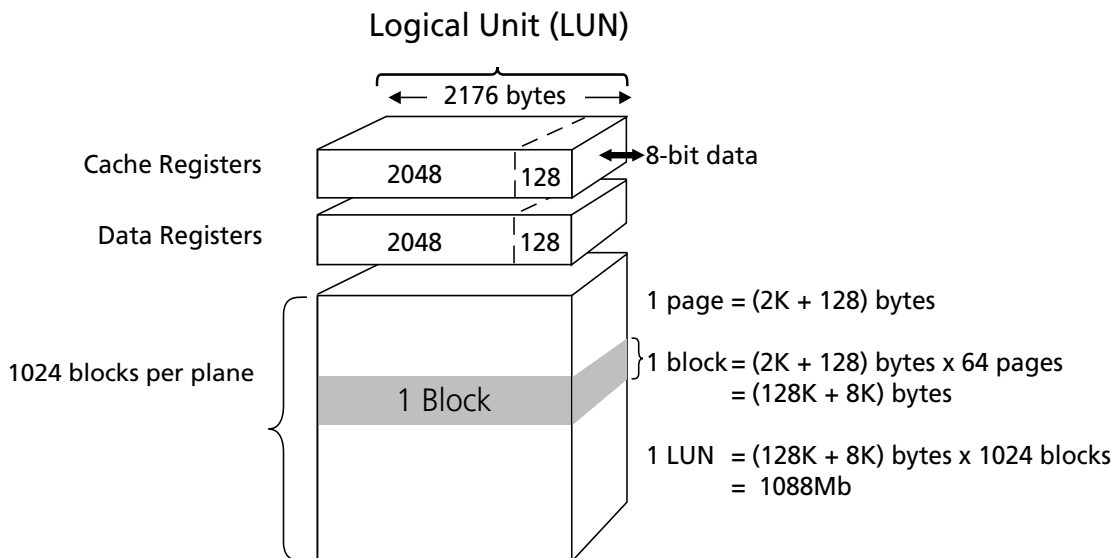 Logical Unit (LUN)
2176 bytes
Cache Registers
2048
128
8-bit data
Data Registers
2048
128
1 page = (2K + 128) bytes
1024 blocks per plane
1 Block
1 block = (2K + 128) bytes x 64 pages
= (128K + 8K) bytes
1 LUN = (128K + 8K) bytes x 1024 blocks
= 1088Mb